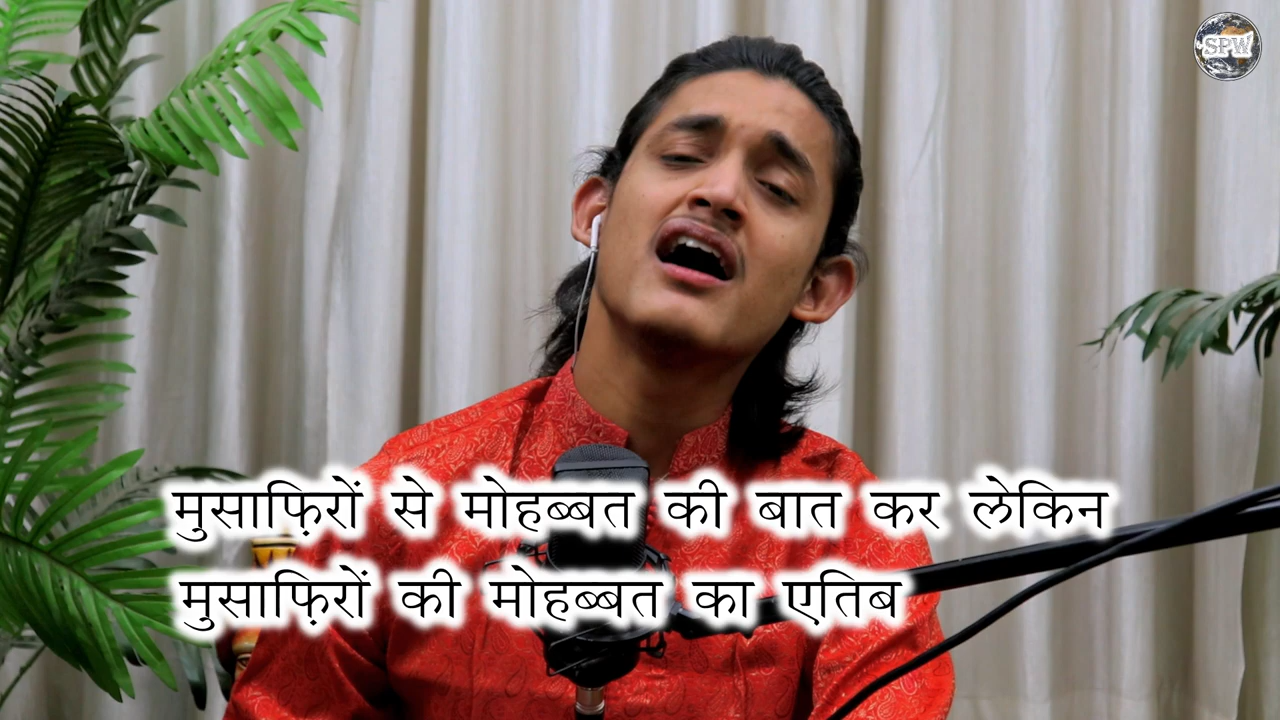 SPW
मुसाफ़िरों से मोहब्बत की बात कर लेकिन
मुसाफ़िरों की मोहब्बत का एतिब